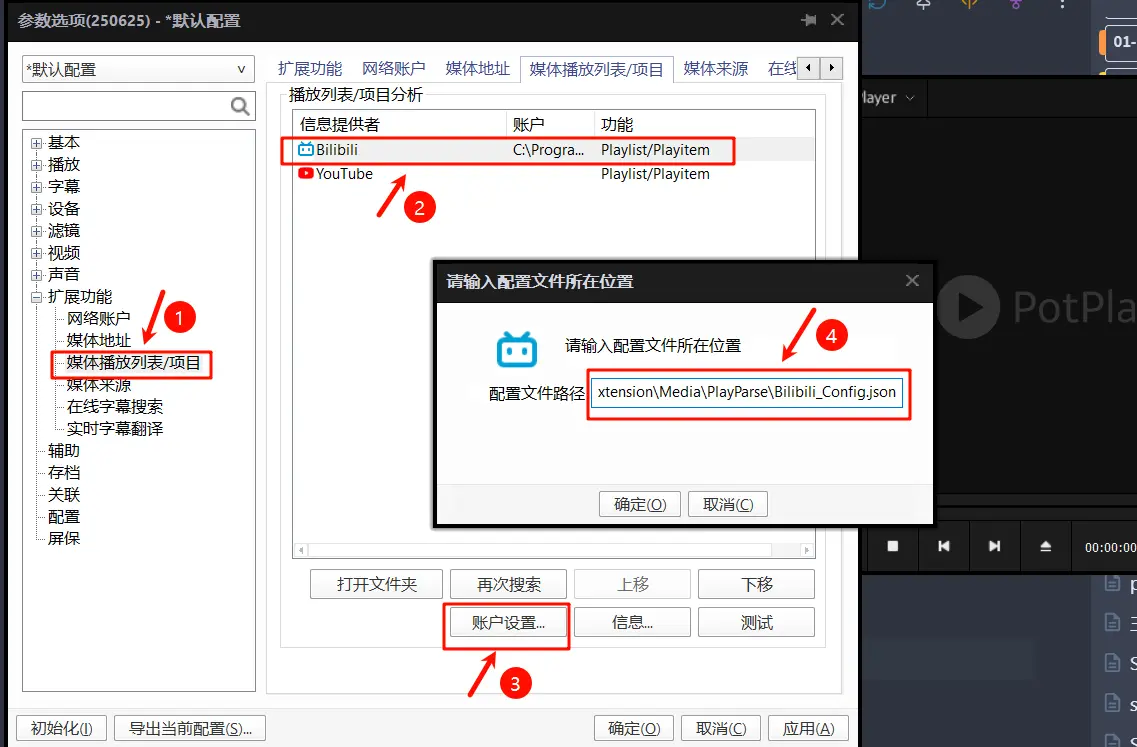 参数选项(250625) - *默认配置
*默认配置
基本
播放
字幕
设备
滤镜
视频
声音
扩展功能
网络账户
媒体地址
媒体播放列表/项目
媒体来源
在线字幕搜索
实时字幕翻译
辅助
存档
关联
配置
屏保
1
扩展功能 网络账户 媒体地址 媒体播放列表/项目 媒体来源 在线
播放列表/项目分析
信息提供者 账户 功能
Bilibili C:\Progra... Playlist/Playitem
YouTube Playlist/Playitem
2
请输入配置文件所在位置
请输入配置文件所在位置
4
配置文件路径 xtension\Media\PlayParse\Bilibili_Config.json
确定(O) 取消(C)
打开文件夹 再次搜索 上移 下移
账户设置... 信息... 测试
3
初始化(I) 导出当前配置(S)... 确定(O) 取消(C) 应用(A)
01-
layer
PotPla
00:00:00